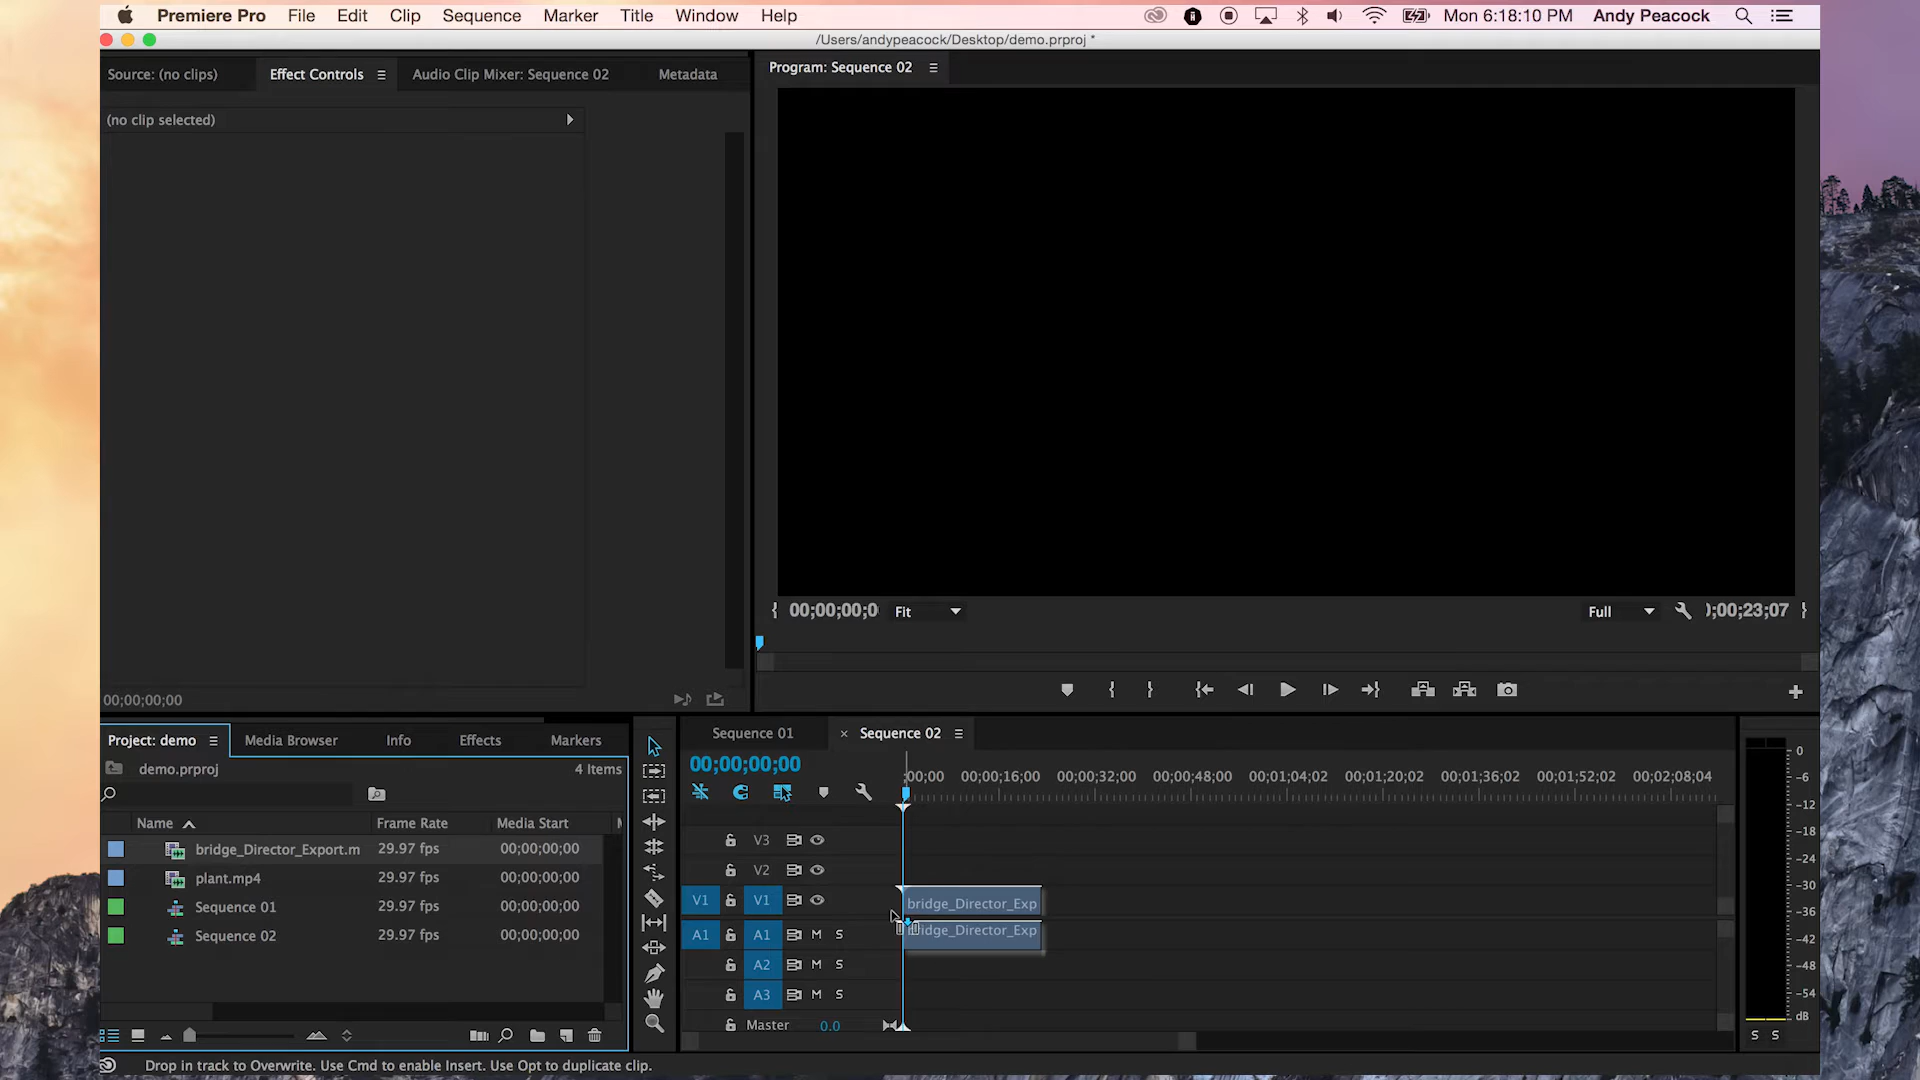 Premiere Pro File Edit Clip Sequence Marker Title Window Help Mon 6:18:10 PM Andy Peacock
/Users/andypeacock/Desktop/demo.prproj *
Source: (no clips) Effect Controls Audio Clip Mixer: Sequence 02 Metadata
Program: Sequence 02
(no clip selected)
00;00;00;0 Fit Full ;00;23;07
00;00;00;00
Project: demo Media Browser Info Effects Markers
demo.prproj 4 Items
Name Frame Rate Media Start
bridge_Director_Export.m 29.97 fps 00;00;00;00
plant.mp4 29.97 fps 00;00;00;00
Sequence 01 29.97 fps 00;00;00;00
Sequence 02 29.97 fps 00;00;00;00
Sequence 01 × Sequence 02
00;00;00;00
;00;00 00;00;16;00 00;00;32;00 00;00;48;00 00;01;04;02 00;01;20;02 00;01;36;02 00;01;52;02 00;02;08;04
V3
V2
V1 V1 bridge_Director_Exp
A1 A1 M S bridge_Director_Exp
A2 M S
A3 M S
Master 0.0
0
-6
-12
-18
-24
-30
-36
-42
-48
-54
dB
S S
Drop in track to Overwrite. Use Cmd to enable Insert. Use Opt to duplicate clip.